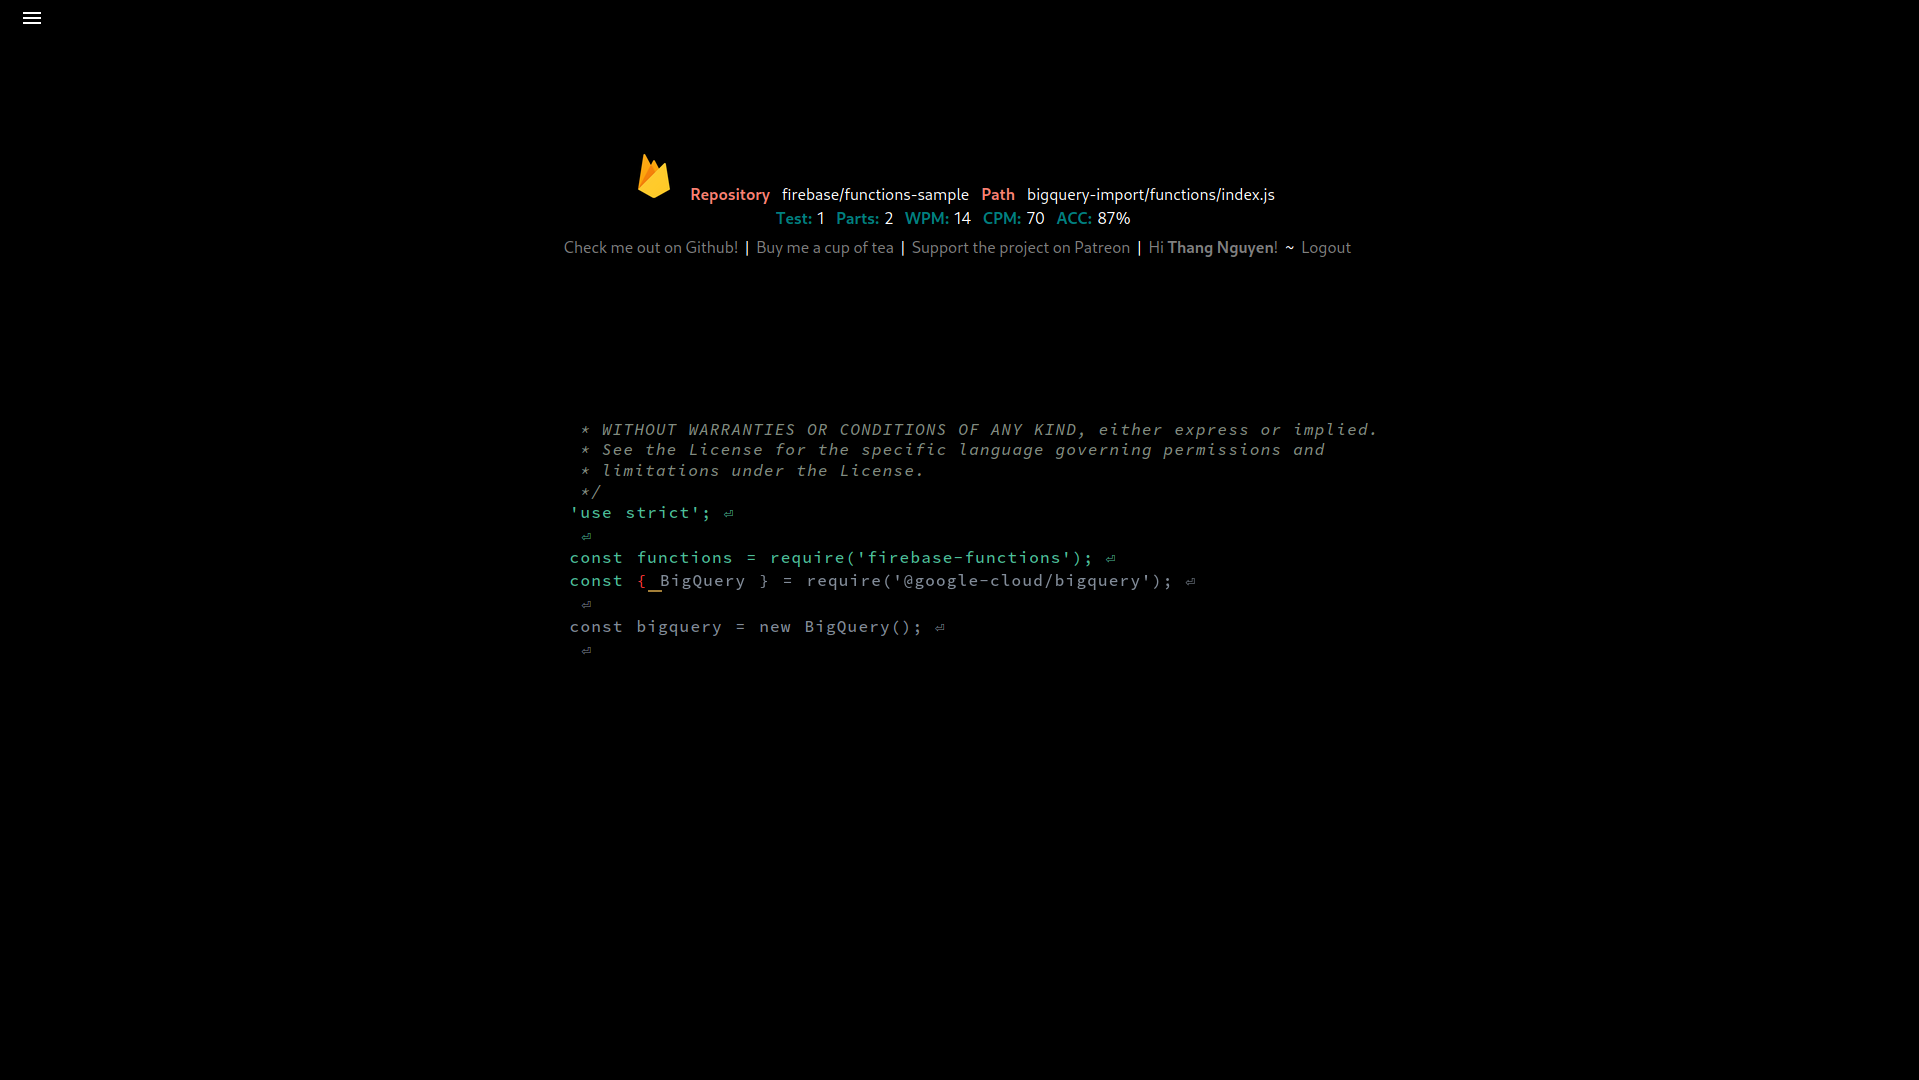 Repository firebase/functions-sample Path bigquery-import/functions/index.js
Test: 1 Parts: 2 WPM: 14 CPM: 70 ACC: 87%
Check me out on Github! | Buy me a cup of tea | Support the project on Patreon | Hi Thang Nguyen! ~ Logout
* WITHOUT WARRANTIES OR CONDITIONS OF ANY KIND, either express or implied.
* See the License for the specific language governing permissions and
* limitations under the License.
*/
'use strict'; ⏎
⏎
const functions = require('firebase-functions'); ⏎
const { BigQuery } = require('@google-cloud/bigquery'); ⏎
⏎
const bigquery = new BigQuery(); ⏎
⏎